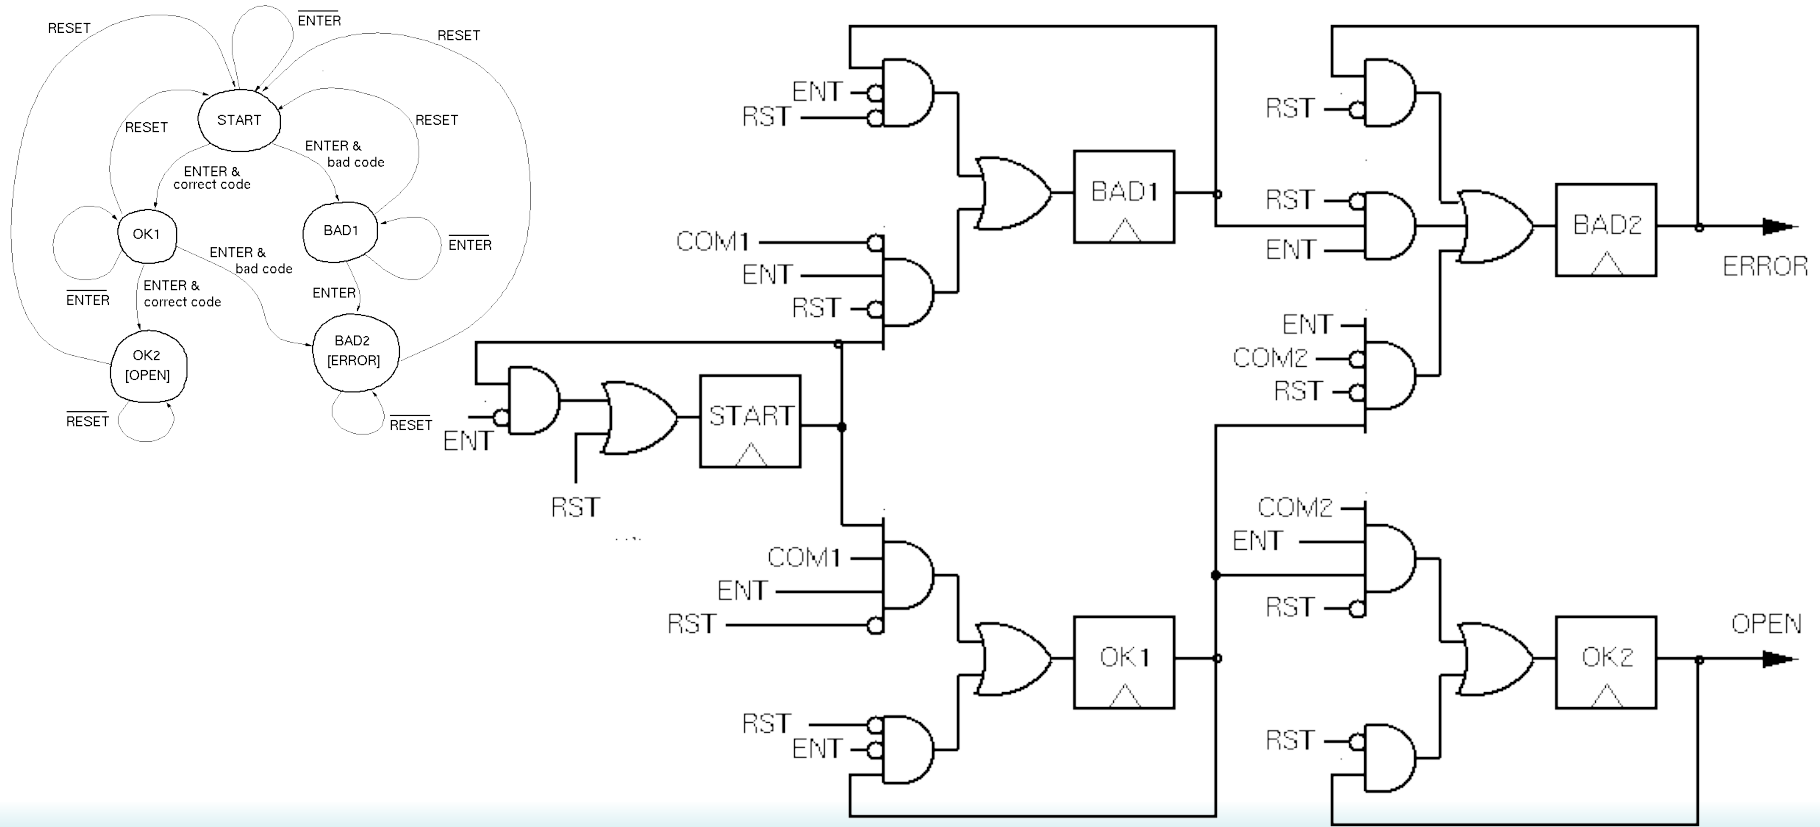 RESET
ENTER
RESET
START
RESET
RESET
ENTER &
bad code
ENTER &
correct code
OK1
BAD1
ENTER
ENTER &
bad code
ENTER
ENTER &
correct code
ENTER
OK2
[OPEN]
BAD2
[ERROR]
RESET
RESET
ENT
RST
BAD1
COM1
ENT
RST
START
ENT
RST
COM1
ENT
RST
OK1
RST
ENT
RST
RST
ENT
BAD2
ERROR
ENT
COM2
RST
COM2
ENT
RST
OK2
OPEN
RST